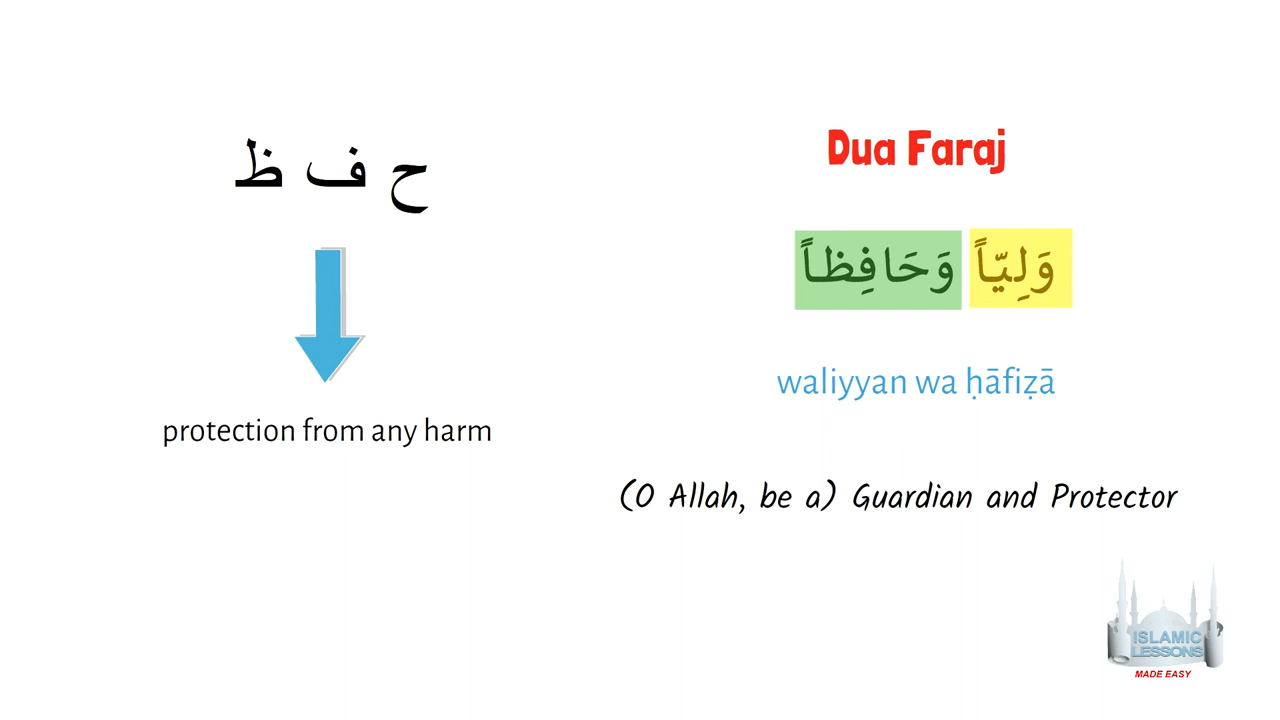 ح ف ظ
protection from any harm
Dua Faraj
وَلِيّاً وَحَافِظاً
waliyyan wa ḥāfiẓā
(O Allah, be a) Guardian and Protector
ISLAMIC
LESSONS
MADE EASY